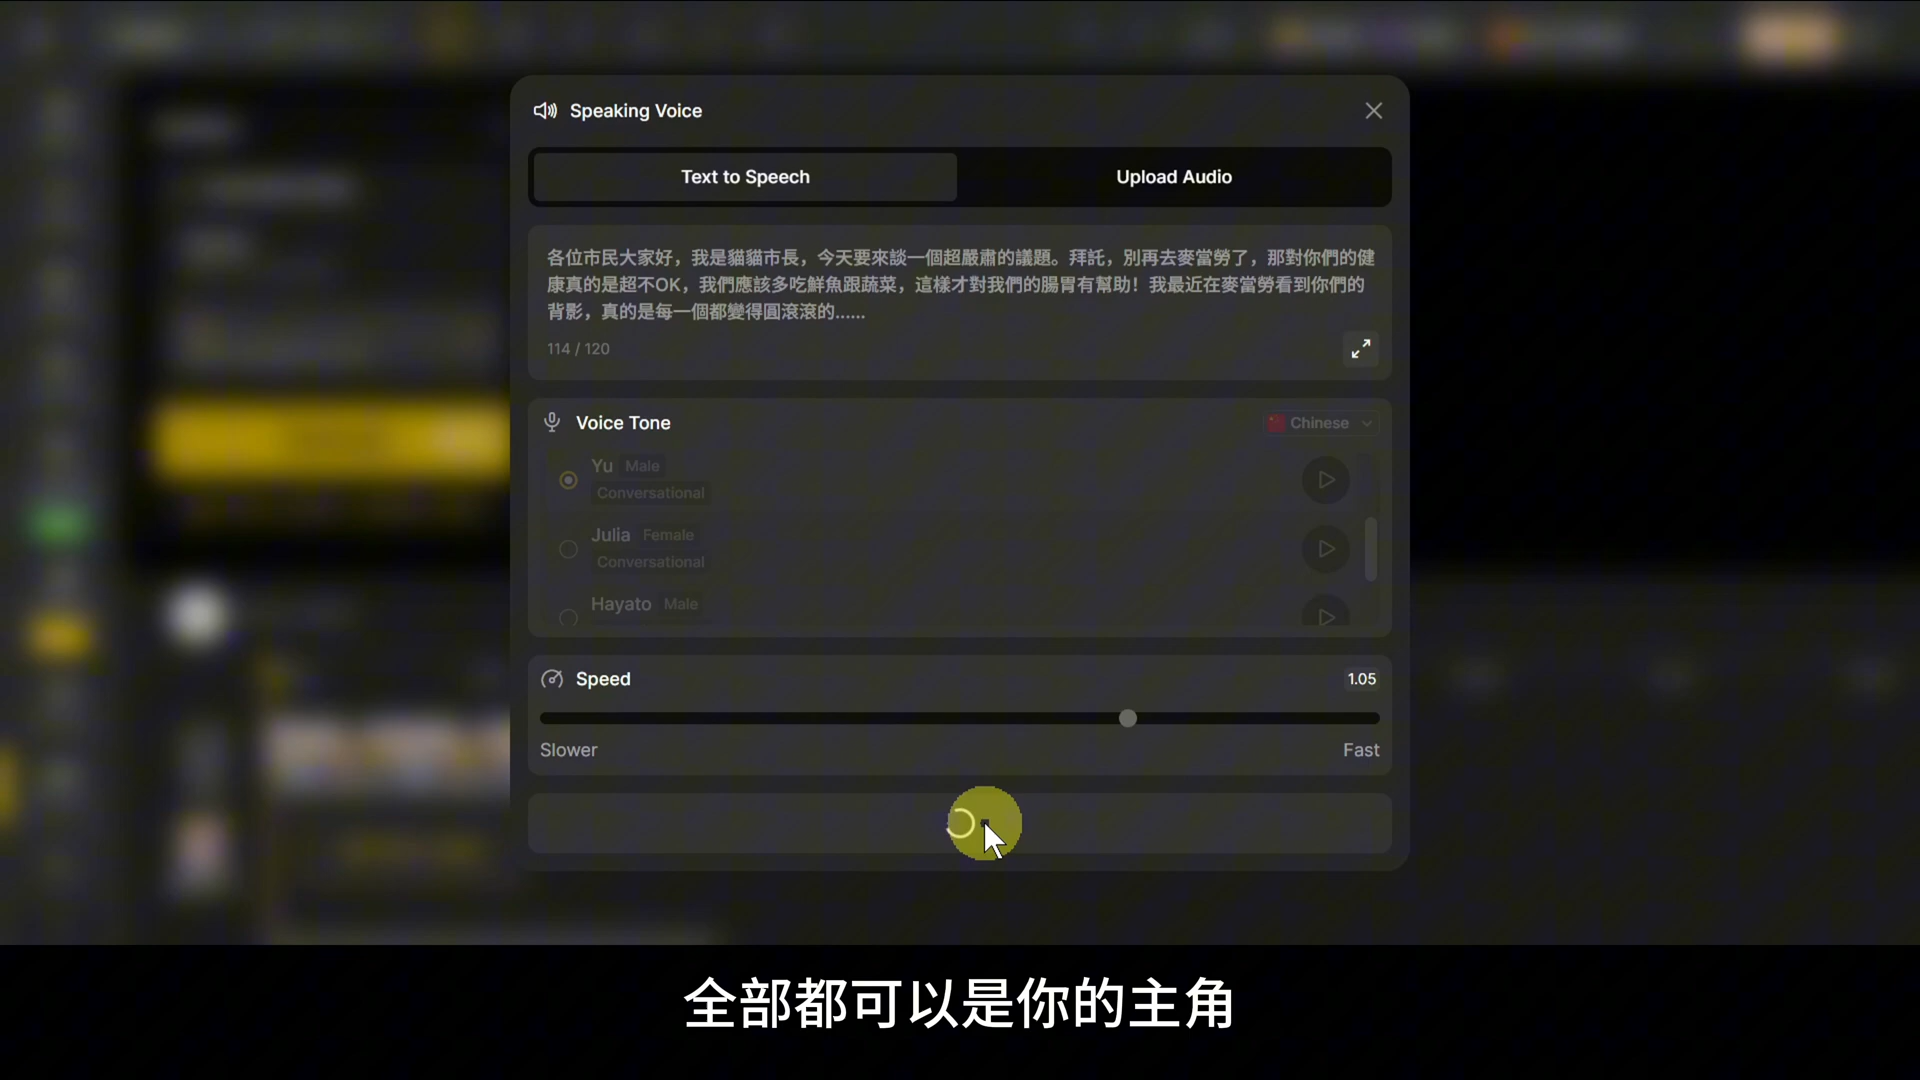 Speaking Voice
Text to Speech
Upload Audio
各位市民大家好，我是貓貓市長，今天要來談一個超嚴肅的議題。拜託，別再去麥當勞了，那對你們的健
康真的是超不OK，我們應該多吃鮮魚跟蔬菜，這樣才對我們的腸胃有幫助！我最近在麥當勞看到你們的
背影，真的是每一個都變得圓滾滾的......
114 / 120
Voice Tone
Chinese
Yu Male
Conversational
Julia Female
Conversational
Hayato Male
Speed
1.05
Slower
Fast
全部都可以是你的主角